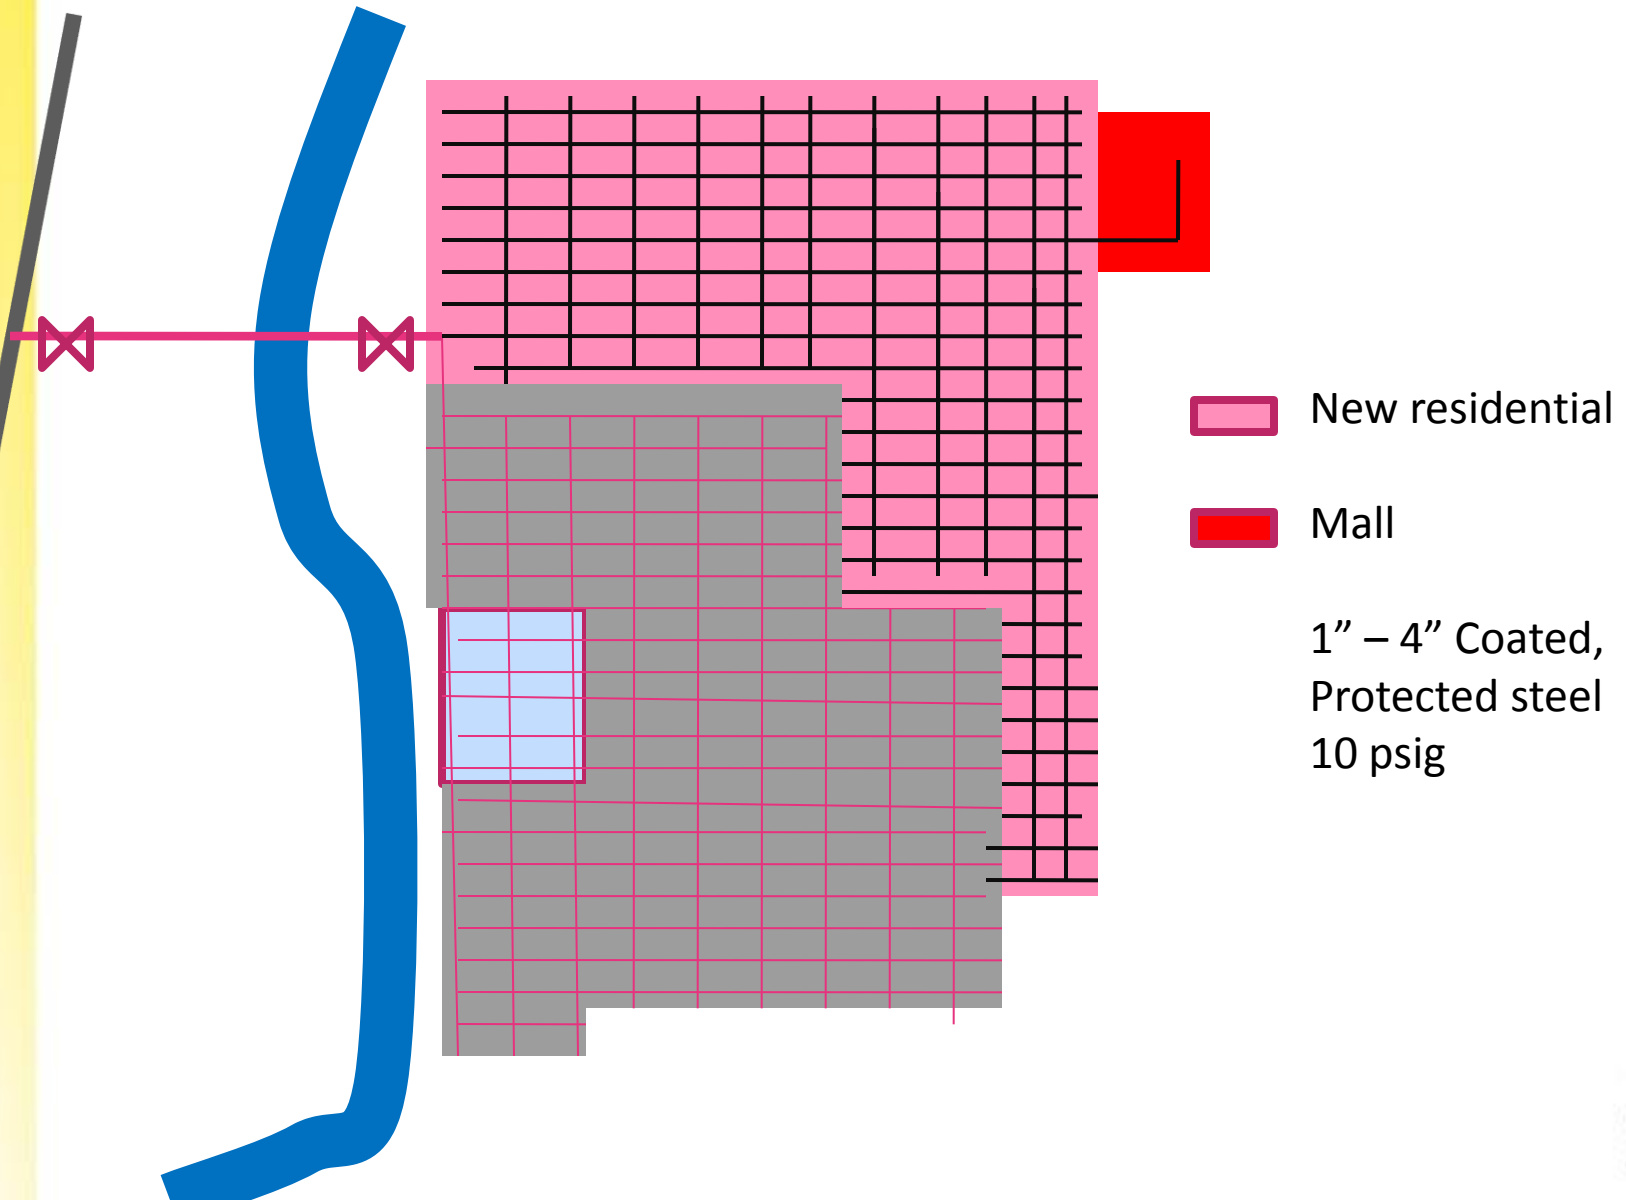 New residential
Mall
1” – 4” Coated,
Protected steel
10 psig